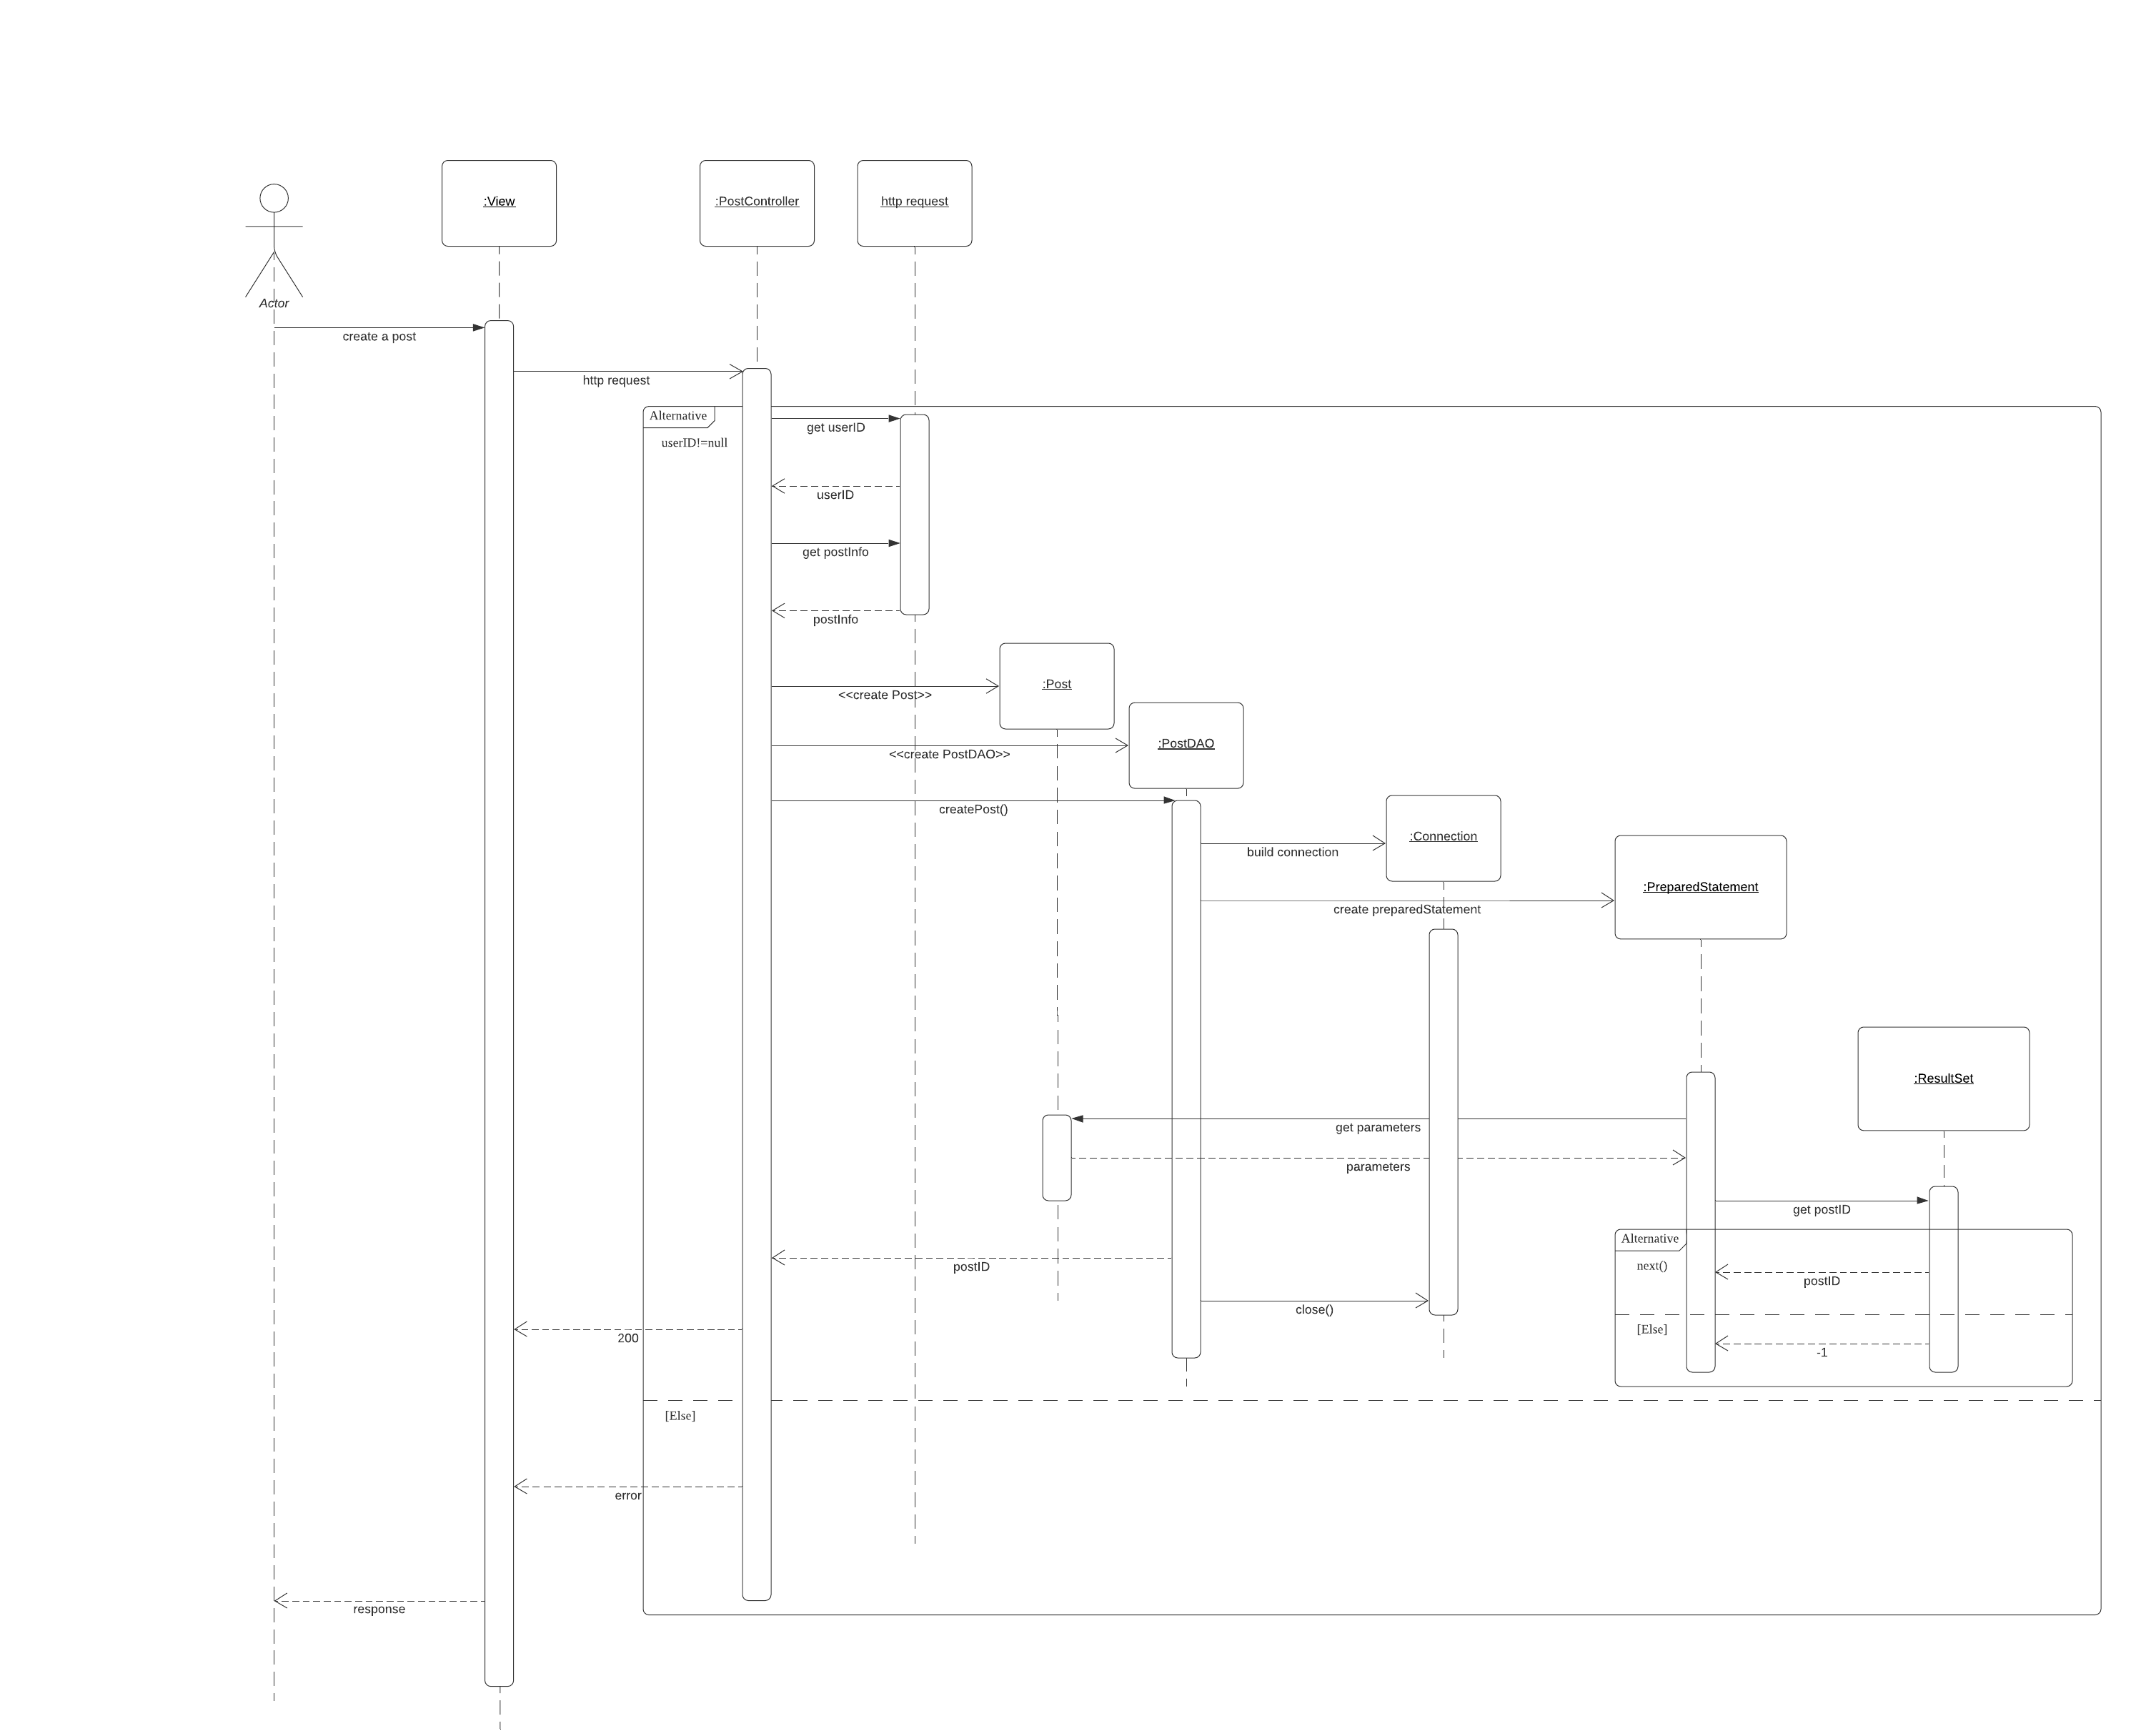 :View
:PostController
http request
Actor
create a post
http request
Alternative
userID!=null
get userID
userID
get postInfo
postInfo
:Post
<<create Post>>
:PostDAO
<<create PostDAO>>
createPost()
:Connection
build connection
:PreparedStatement
create preparedStatement
:ResultSet
get parameters
parameters
get postID
Alternative
next()
postID
postID
close()
200
[Else]
-1
[Else]
error
response